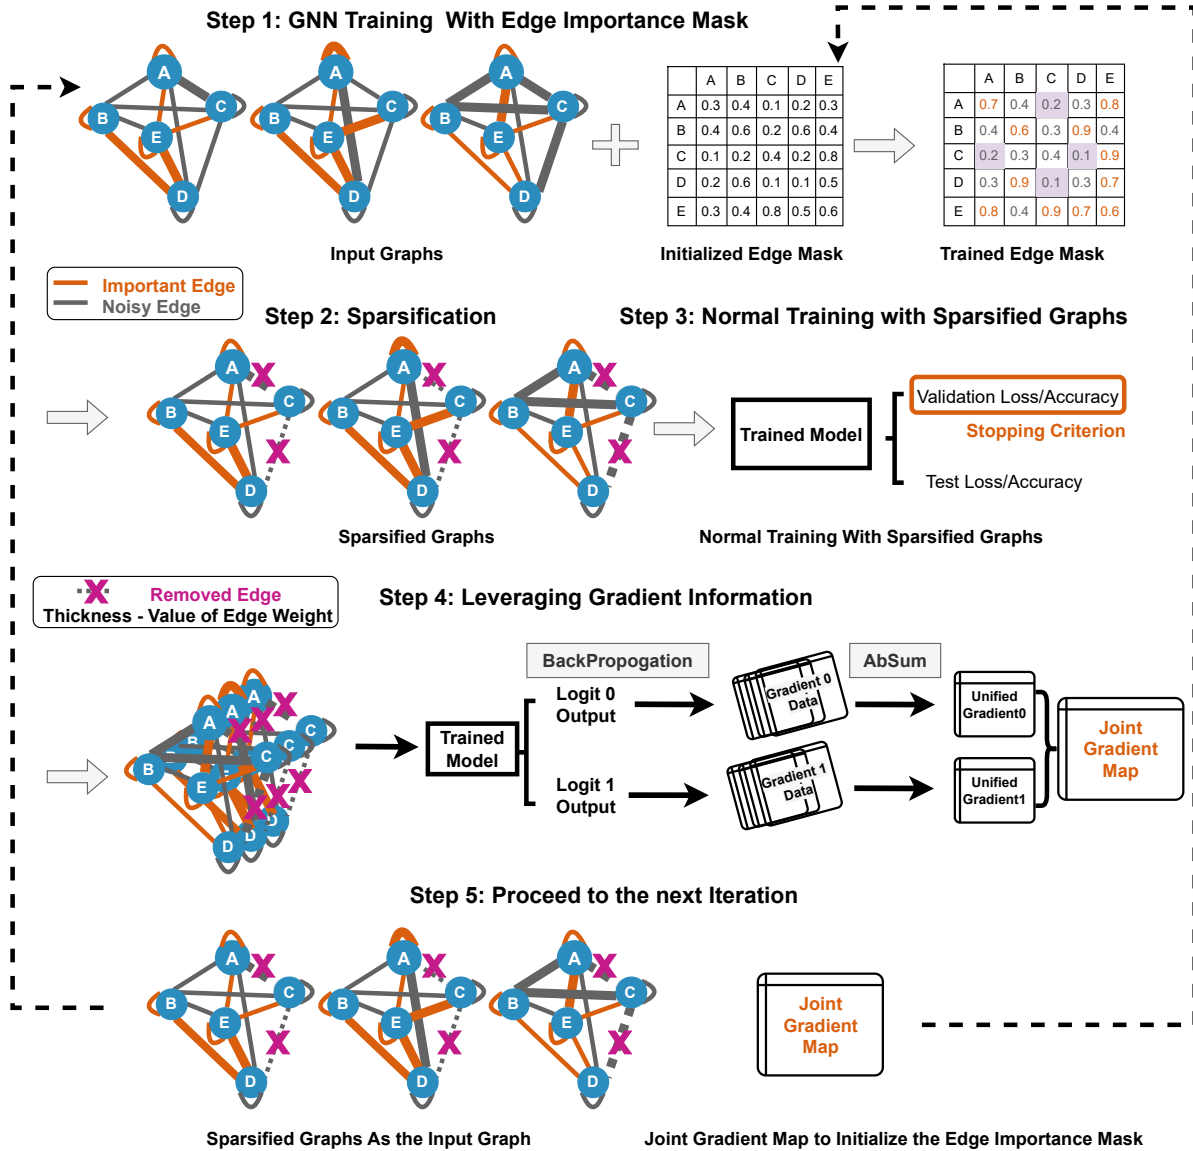 Step 1: GNN Training With Edge Importance Mask
A
B
C
E
D
A
B
C
E
D
A
B
C
E
D
Input Graphs
A B C D E
A 0.3 0.4 0.1 0.2 0.3
B 0.4 0.6 0.2 0.6 0.4
C 0.1 0.2 0.4 0.2 0.8
D 0.2 0.6 0.1 0.1 0.5
E 0.3 0.4 0.8 0.5 0.6
Initialized Edge Mask
A B C D E
A 0.7 0.4 0.2 0.3 0.8
B 0.4 0.6 0.3 0.9 0.4
C 0.2 0.3 0.4 0.1 0.9
D 0.3 0.9 0.1 0.3 0.7
E 0.8 0.4 0.9 0.7 0.6
Trained Edge Mask
Important Edge
Noisy Edge
Step 2: Sparsification
A
B
C
E
D
A
B
C
E
D
A
B
C
E
D
Sparsified Graphs
Step 3: Normal Training with Sparsified Graphs
Trained Model
Validation Loss/Accuracy
Stopping Criterion
Test Loss/Accuracy
Normal Training With Sparsified Graphs
Removed Edge
Thickness - Value of Edge Weight
Step 4: Leveraging Gradient Information
A
A
A
B
C
C
C
E
D
D
D
Trained
Model
BackPropogation
Logit 0
Output
Logit 1
Output
Gradient 0
Data
Gradient 1
Data
AbSum
Unified
Gradient0
Unified
Gradient1
Joint
Gradient
Map
Step 5: Proceed to the next Iteration
A
B
C
E
D
A
B
C
E
D
A
B
C
E
D
Sparsified Graphs As the Input Graph
Joint
Gradient
Map
Joint Gradient Map to Initialize the Edge Importance Mask